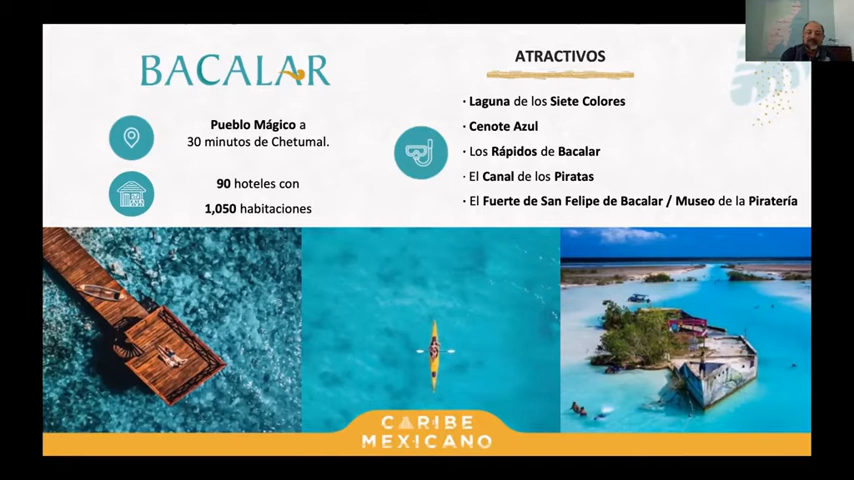 BACALAR
Pueblo Mágico a
30 minutos de Chetumal.
90 hoteles con
1,050 habitaciones
ATRACTIVOS
· Laguna de los Siete Colores
· Cenote Azul
· Los Rápidos de Bacalar
· El Canal de los Piratas
· El Fuerte de San Felipe de Bacalar / Museo de la Piratería
CARIBE
MEXICANO